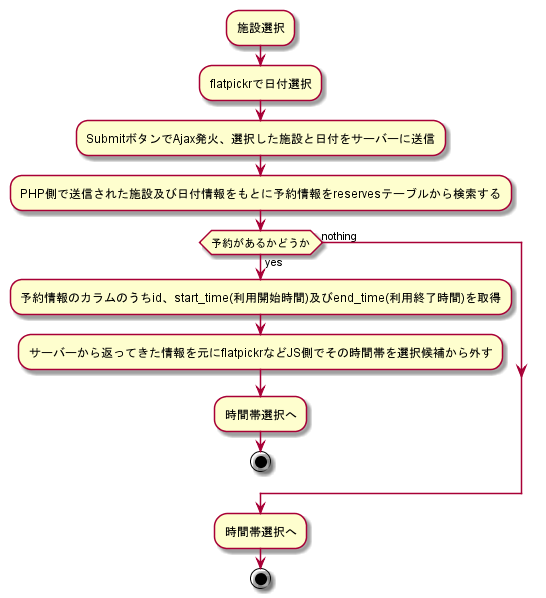 施設選択
flatpickrで日付選択
SubmitボタンでAjax発火、選択した施設と日付をサーバーに送信
PHP側で送信された施設及び日付情報をもとに予約情報をreservesテーブルから検索する
予約があるかどうか
nothing
yes
予約情報のカラムのうちid、start_time(利用開始時間)及びend_time(利用終了時間)を取得
サーバーから返ってきた情報を元にflatpickrなどJS側でその時間帯を選択候補から外す
時間帯選択へ
時間帯選択へ